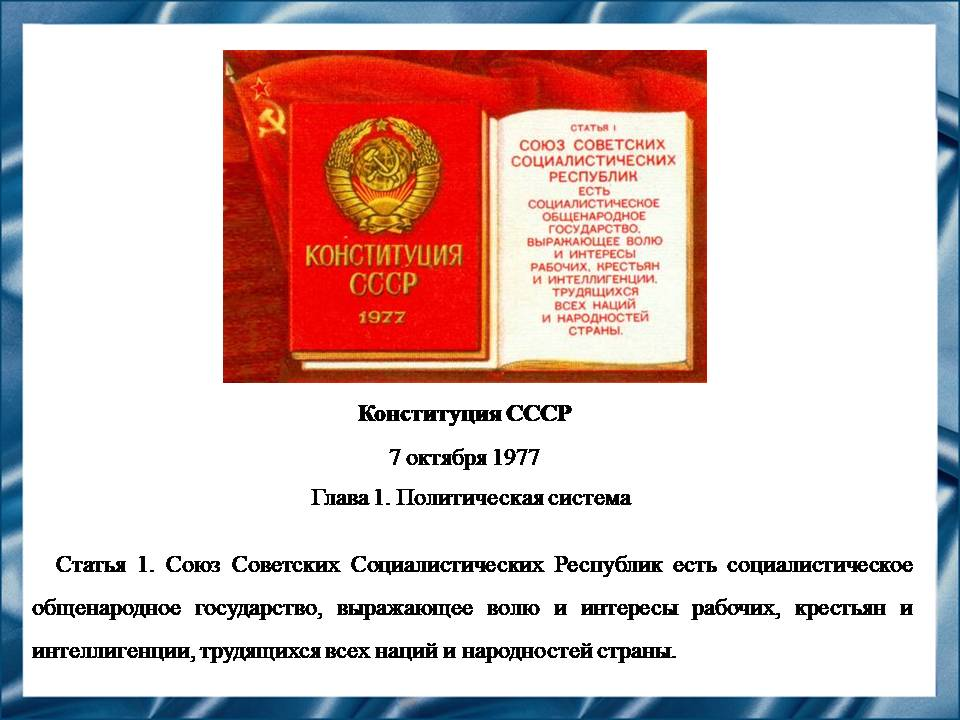 КОНСТИТУЦИЯ
СССР
1977
СТАТЬЯ I
СОЮЗ СОВЕТСКИХ
СОЦИАЛИСТИЧЕСКИХ
РЕСПУБЛИК
ЕСТЬ
СОЦИАЛИСТИЧЕСКОЕ
ОБЩЕНАРОДНОЕ
ГОСУДАРСТВО,
ВЫРАЖАЮЩЕЕ ВОЛЮ
И ИНТЕРЕСЫ
РАБОЧИХ, КРЕСТЬЯН
И ИНТЕЛЛИГЕНЦИИ,
ТРУДЯЩИХСЯ
ВСЕХ НАЦИЙ
И НАРОДНОСТЕЙ
СТРАНЫ.
Конституция СССР
7 октября 1977
Глава 1. Политическая система
Статья 1. Союз Советских Социалистических Республик есть социалистическое
общенародное государство, выражающее волю и интересы рабочих, крестьян и
интеллигенции, трудящихся всех наций и народностей страны.